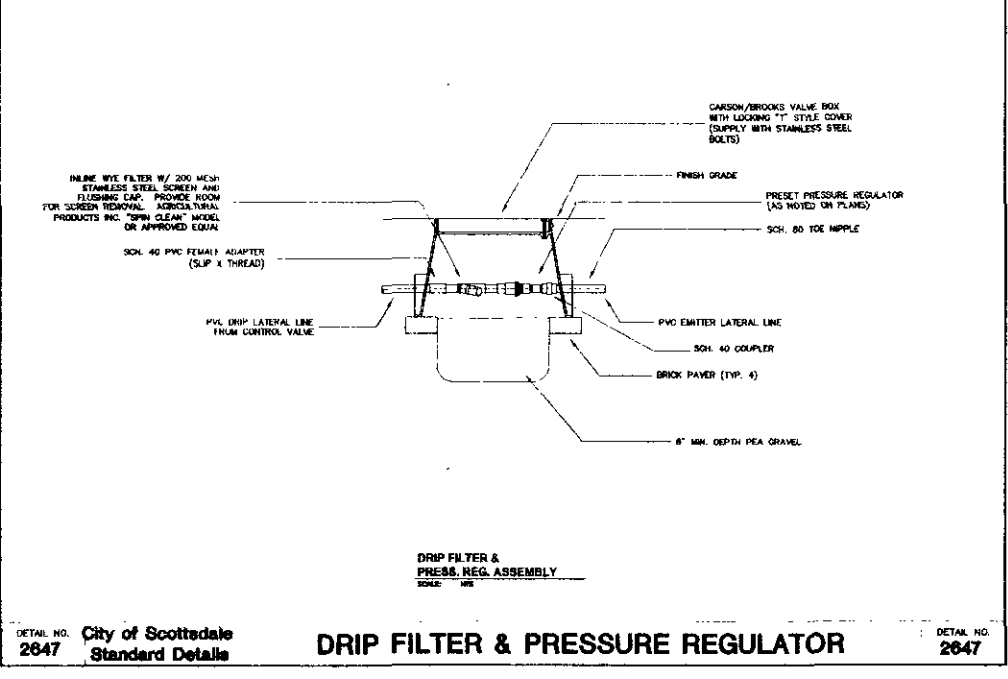 CARSON/BROOKS VALVE BOX
WITH LOCKING "T" STYLE COVER
(SUPPLY WITH STAINLESS STEEL
BOLTS)
INLINE WYE FILTER W/ 200 MESH
STAINLESS STEEL SCREEN AND
FLUSHING CAP. PROVIDE ROOM
FOR SCREEN REMOVAL. AGRICULTURAL
PRODUCTS INC. "SPIN CLEAN" MODEL
OR APPROVED EQUAL
FINISH GRADE
PRESET PRESSURE REGULATOR
(AS NOTED ON PLANS)
SCH. 80 TOE NIPPLE
SCH. 40 PVC FEMALE ADAPTER
(SLIP X THREAD)
PVC DRIP LATERAL LINE
FROM CONTROL VALVE
PVC EMITTER LATERAL LINE
SCH. 40 COUPLER
BRICK PAVER (TYP. 4)
6" MIN. DEPTH PEA GRAVEL
DRIP FILTER &
PRESS. REG. ASSEMBLY
SCALE: NTS
DETAIL NO.
2647
City of Scottsdale
Standard Details
DRIP FILTER & PRESSURE REGULATOR
DETAIL NO.
2647